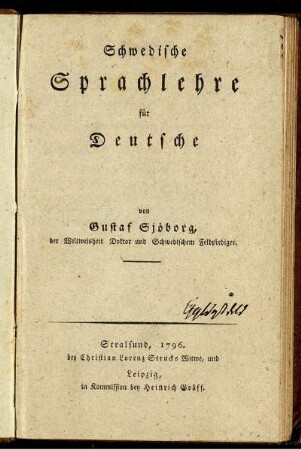 Schwedische
Sprachlehre
für
Deutsche
von
Gustaf Sjöborg,
der Weltweisheit Doktor und Schwedischem Feldprediger.
Stralsund, 1796.
bey Christian Lorenz Strucks Witwe, und
Leipzig,
in Kommission bey Heinrich Gräff.